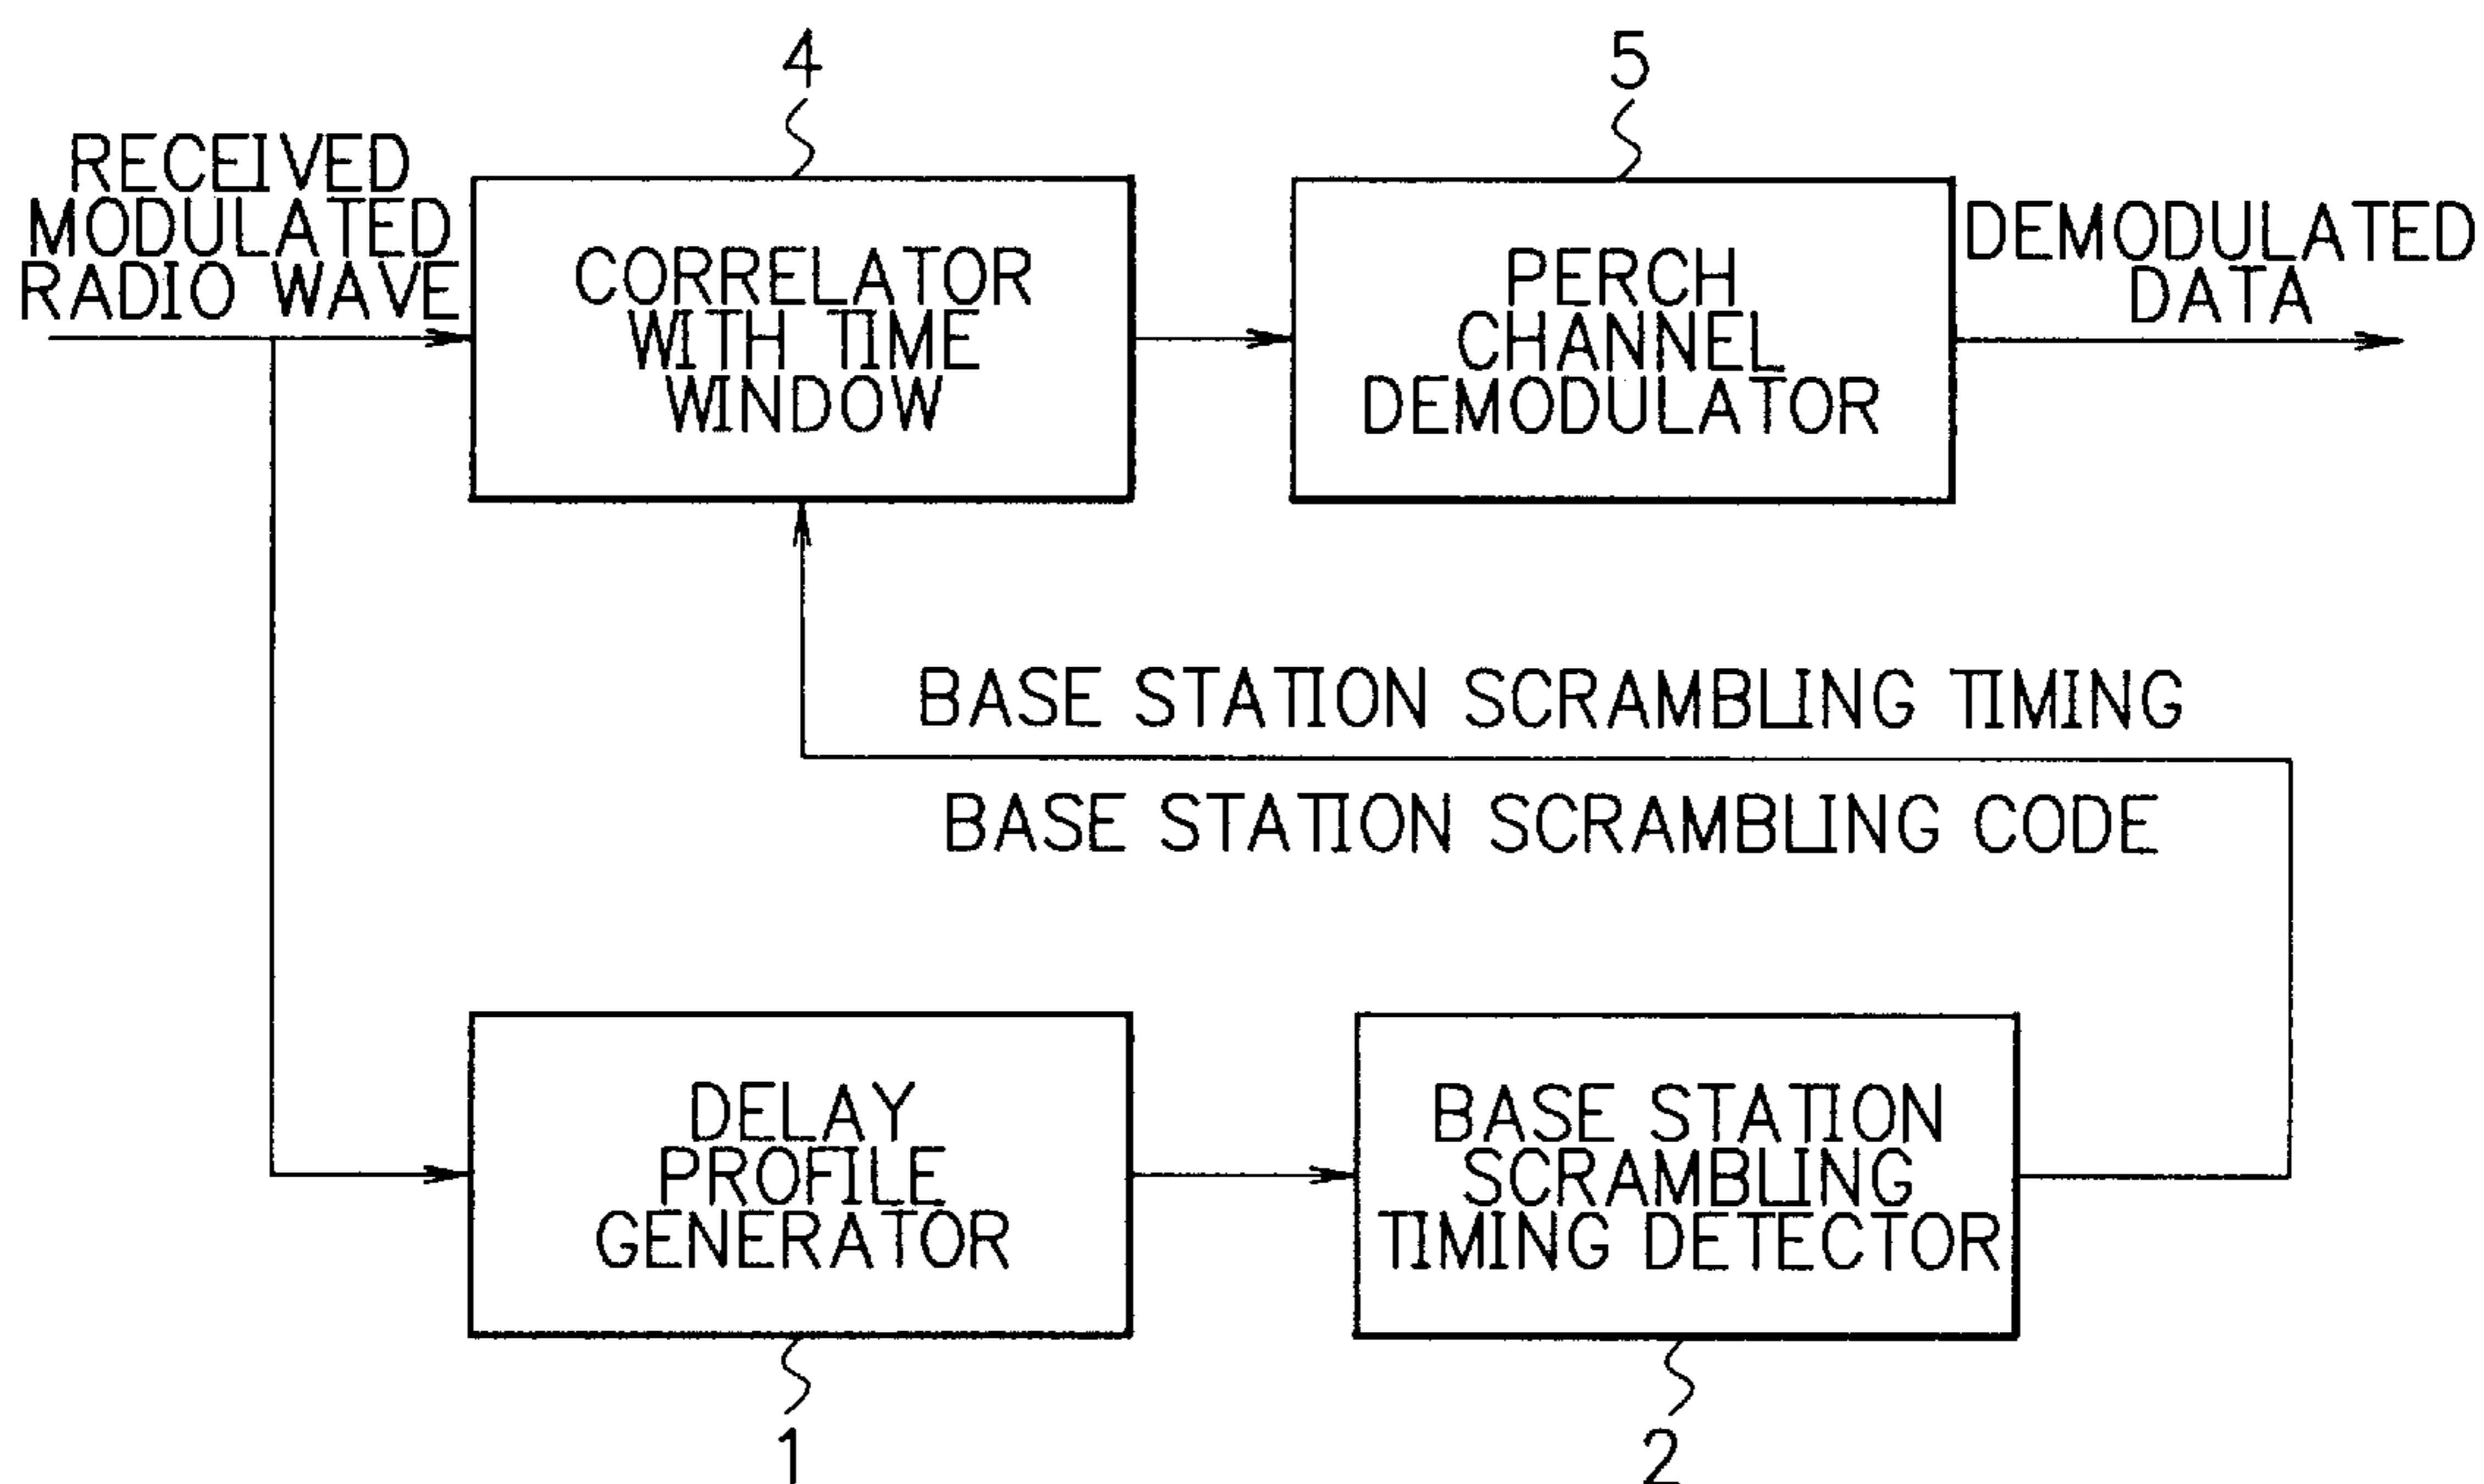 4
5
RECEIVED
MODULATED
RADIO WAVE
CORRELATOR
WITH TIME
WINDOW
PERCH
CHANNEL
DEMODULATOR
DEMODULATED
DATA
BASE STATION SCRAMBLING TIMING
BASE STATION SCRAMBLING CODE
DELAY
PROFILE
GENERATOR
BASE STATION
SCRAMBLING
TIMING DETECTOR
1
2